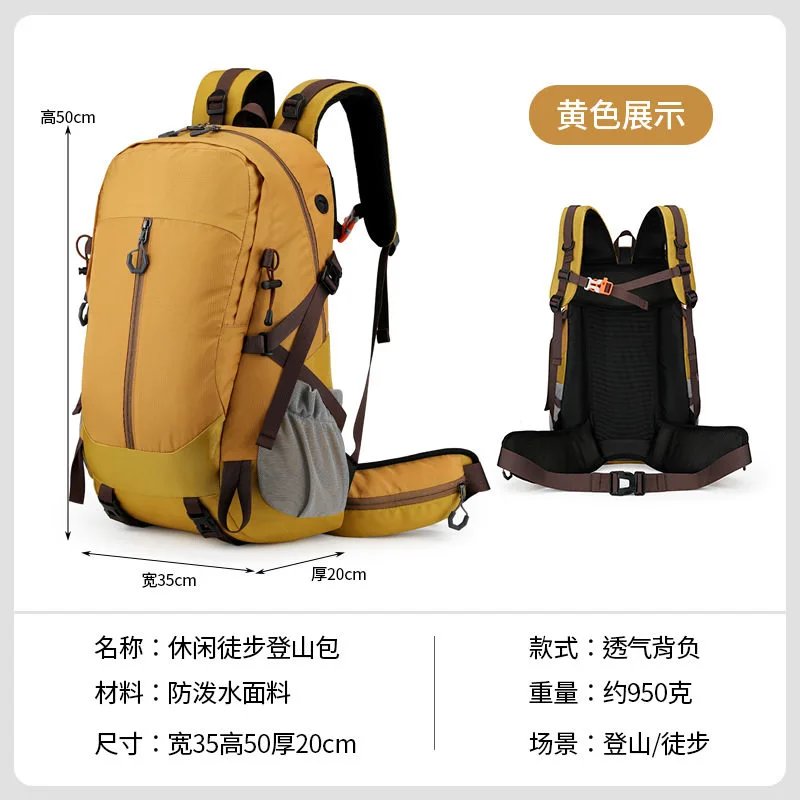 黄色展示
高50cm
宽35cm
厚20cm
名称：休闲徒步登山包
材料：防泼水面料
尺寸：宽35高50厚20cm
款式：透气背负
重量：约950克
场景：登山/徒步